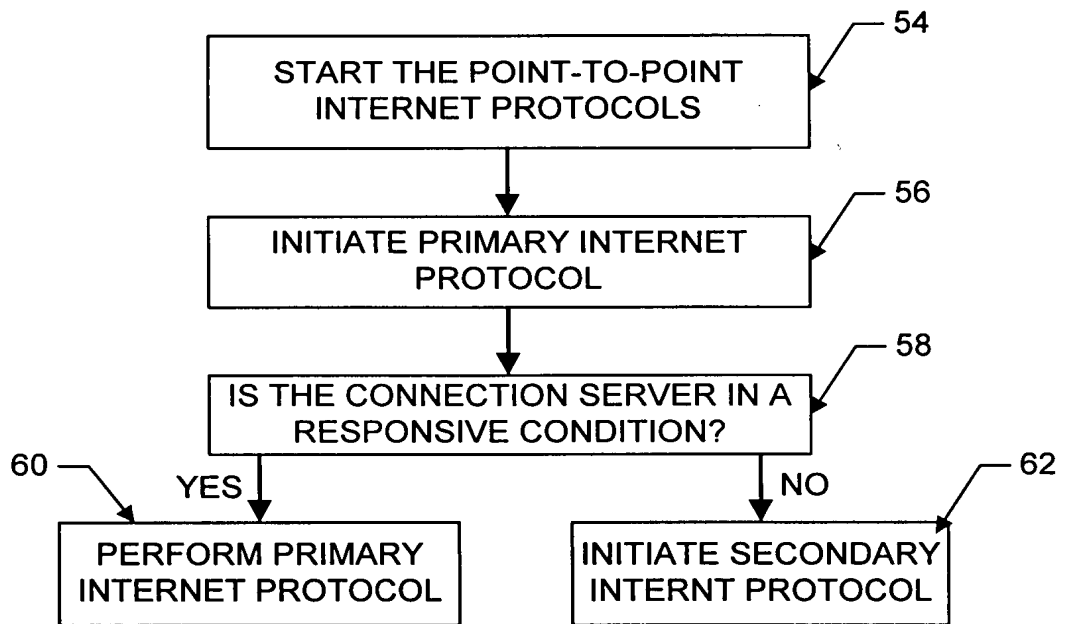 54
START THE POINT-TO-POINT
INTERNET PROTOCOLS
56
INITIATE PRIMARY INTERNET
PROTOCOL
58
IS THE CONNECTION SERVER IN A
RESPONSIVE CONDITION?
60
YES
NO
62
PERFORM PRIMARY
INTERNET PROTOCOL
INITIATE SECONDARY
INTERNT PROTOCOL